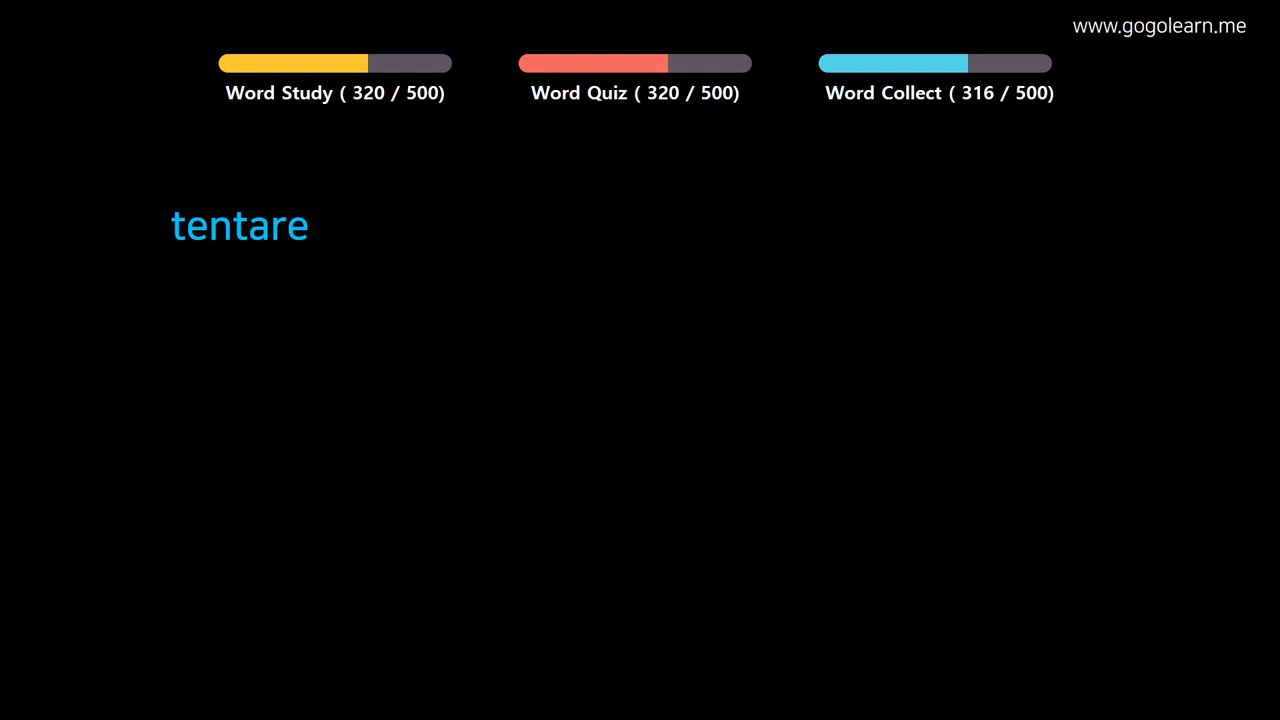 www.gogolearn.me
Word Study ( 320 / 500)
Word Quiz ( 320 / 500)
Word Collect ( 316 / 500)
tentare